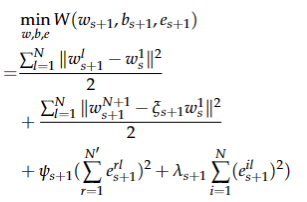 min W(w_{s+1}, b_{s+1}, e_{s+1})
w,b,e
= \frac{\sum_{l=1}^{N} \|w_{s+1}^{l} - w_{s}^{1}\|^2}{2}
+ \frac{\sum_{l=1}^{N} \|w_{s+1}^{N+1} - \xi_{s+1} w_{s}^{1}\|^2}{2}
+ \psi_{s+1}(\sum_{r=1}^{N'} e_{s+1}^{rl})^2 + \lambda_{s+1} \sum_{i=1}^{N} (e_{s+1}^{il})^2)